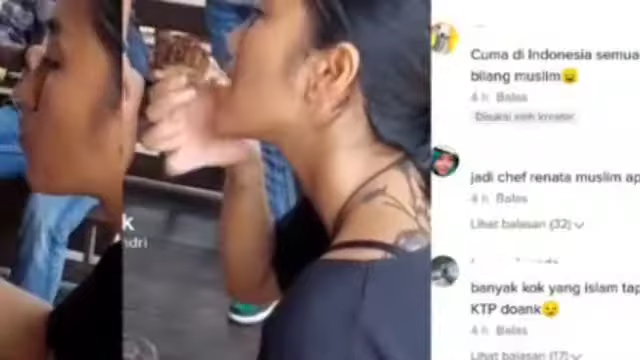 k
ndri
Cuma di Indonesia semua
bilang muslim😛
4 h Balas
Disukai oleh kreator
jadi chef renata muslim ap
4 h Balas
Lihat balasan (32)
banyak kok yang islam tap
KTP doank😟
4 h Balas
Lihat balasan (17)